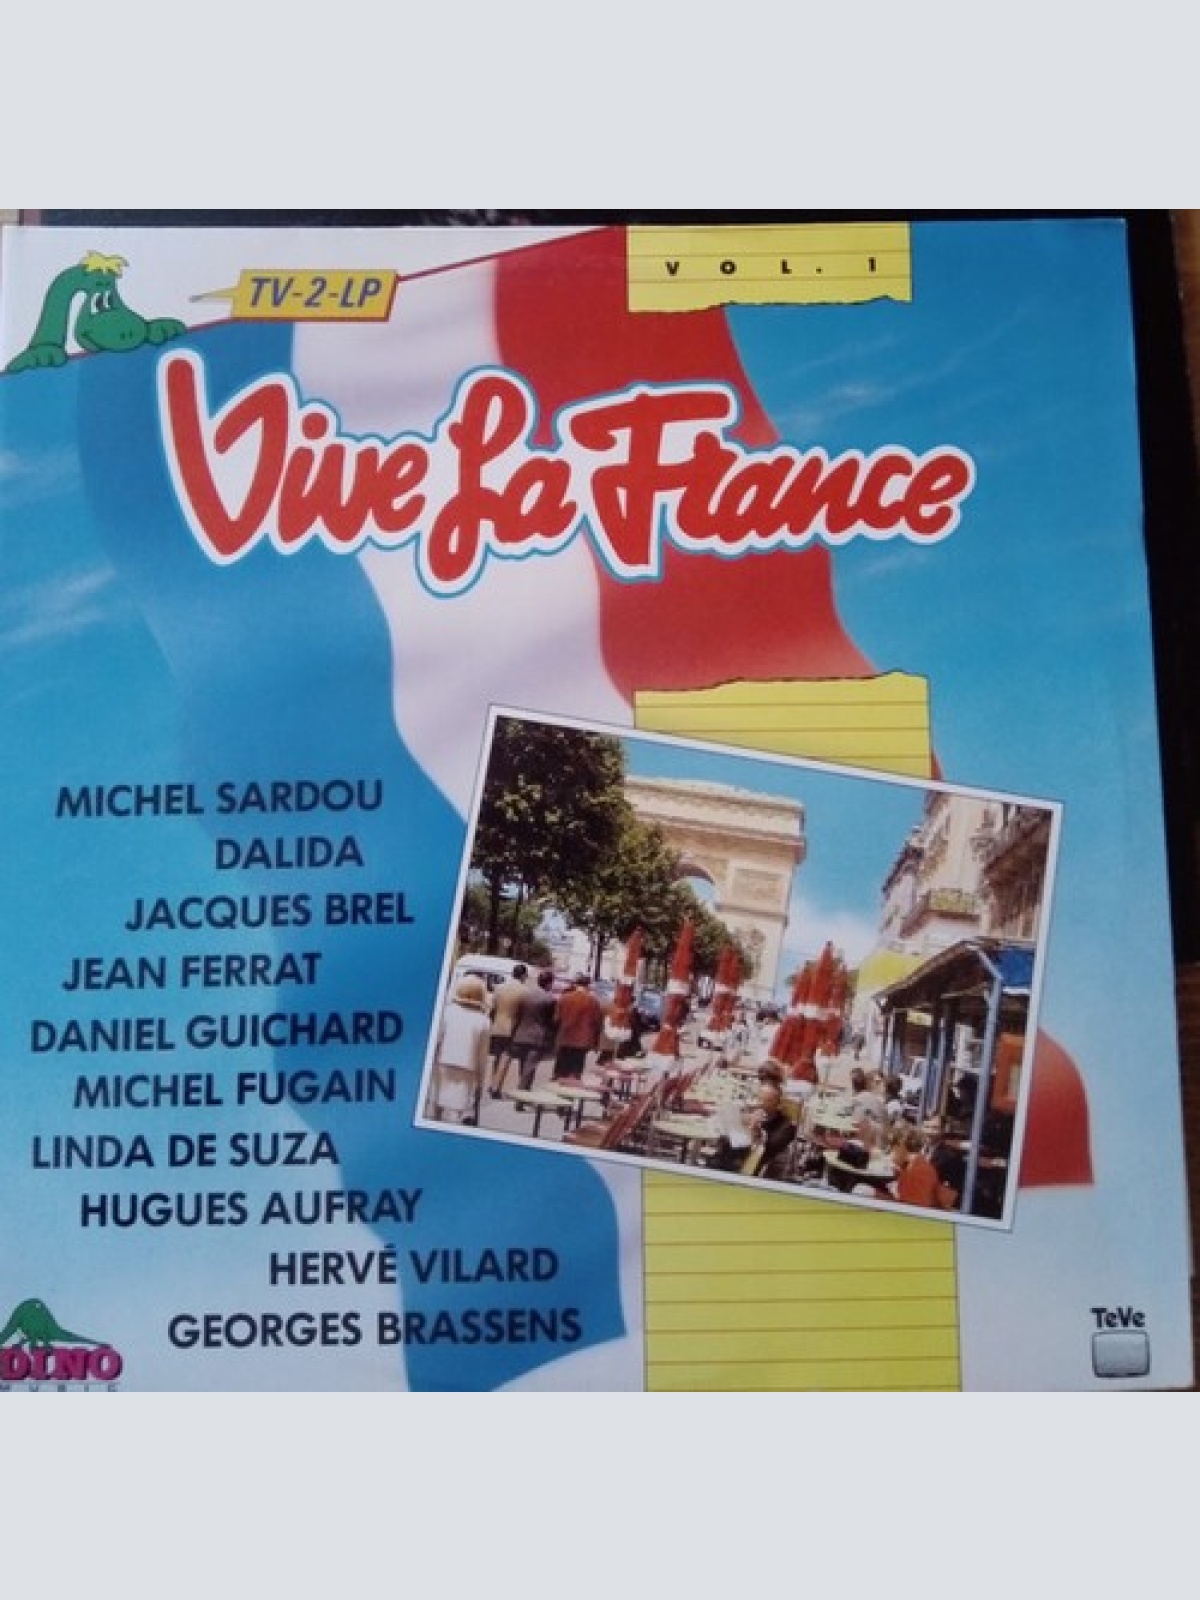 TV-2-LP
VOL. 1
Vive La France
MICHEL SARDOU
DALIDA
JACQUES BREL
JEAN FERRAT
DANIEL GUICHARD
MICHEL FUGAIN
LINDA DE SUZA
HUGUES AUFRAY
HERVÉ VILARD
GEORGES BRASSENS
DINO
MUSIC
TeVe